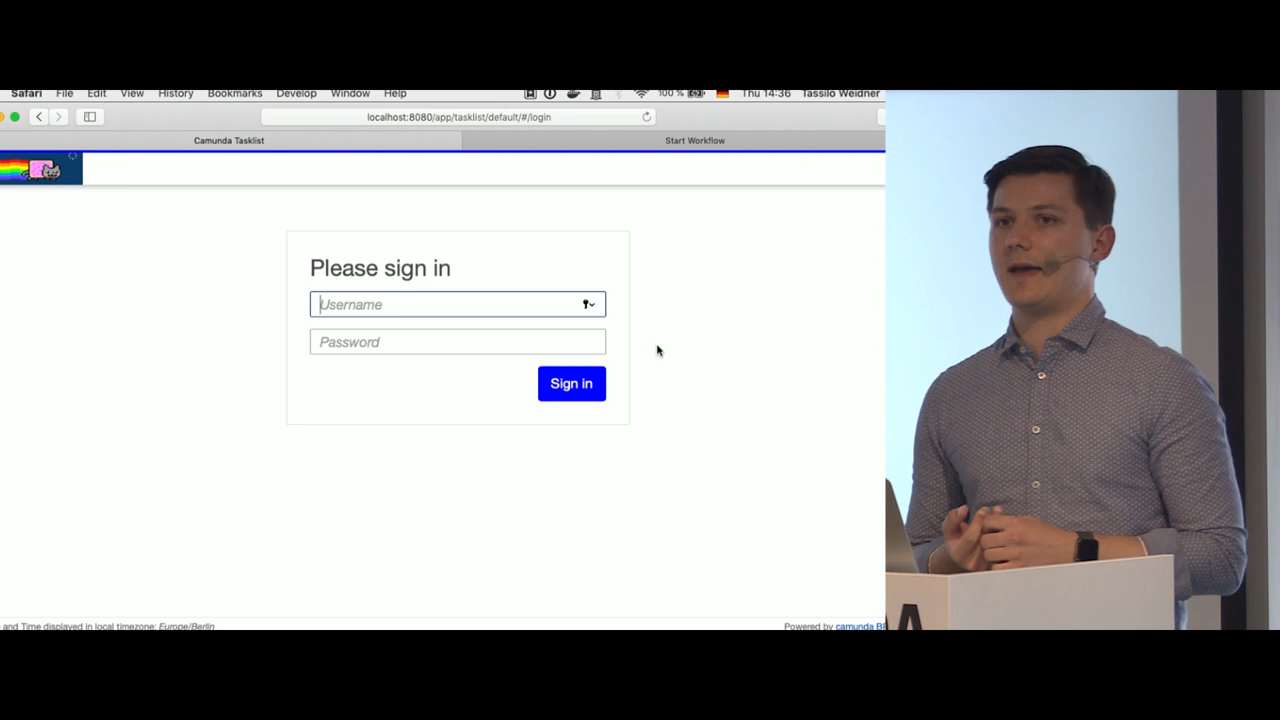 Safari File Edit View History Bookmarks Develop Window Help 100 % Thu 14:36 Tassilo Weidner
localhost:8080/app/tasklist/default/#/login
Camunda Tasklist Start Workflow
Please sign in
Username
Password
Sign in
and Time displayed in local timezone: Europe/Berlin
Powered by camunda BP
A